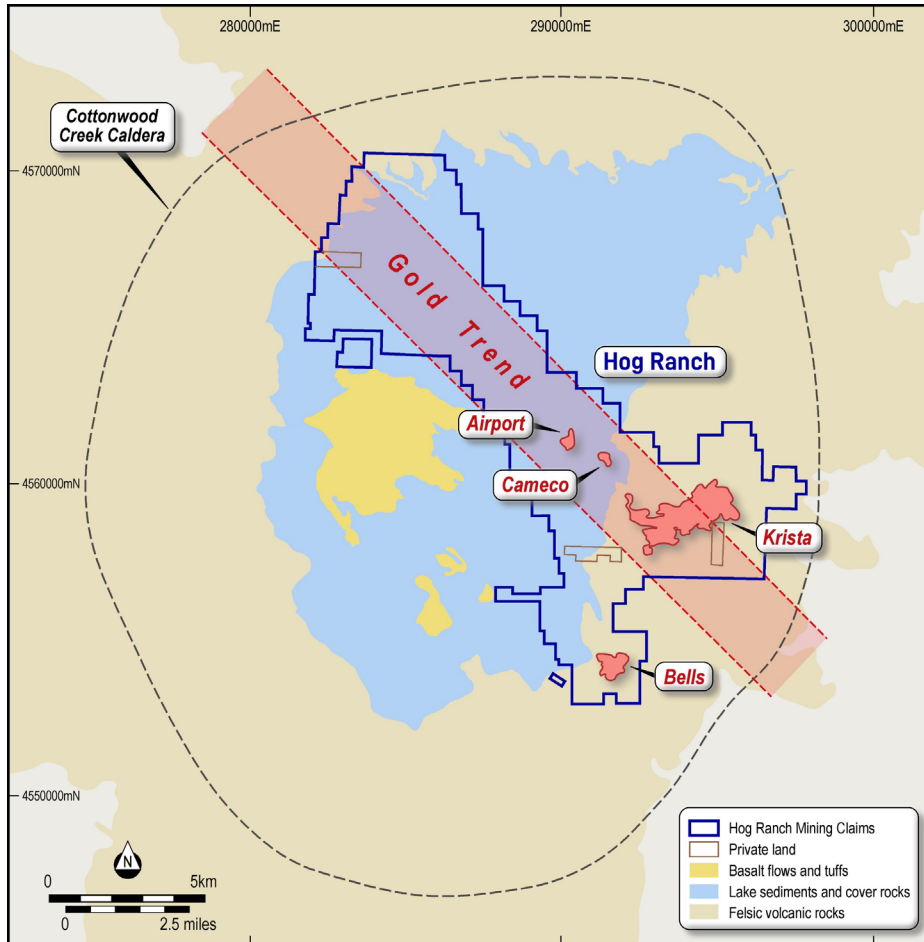 280000mE
290000mE
300000mE
Cottonwood
Creek Caldera
4570000mN
Gold Trend
Hog Ranch
Airport
4560000mN
Cameco
Krista
Bells
4550000mN
N
0 5km
0 2.5 miles
Hog Ranch Mining Claims
Private land
Basalt flows and tuffs
Lake sediments and cover rocks
Felsic volcanic rocks